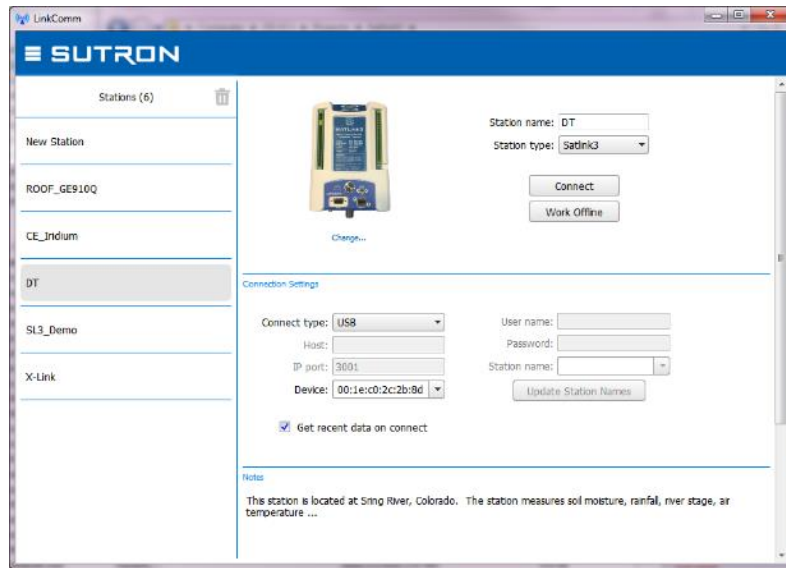 LinkComm
SUTRON
Stations (6)
New Station
ROOF_GE910Q
CE_Iridium
DT
SL3_Demo
X-Link
Station name: DT
Station type: Satlink3
Connect
Work Offline
Change...
Connection Settings
Connect type: USB
Host:
IP port: 3001
Device: 00:1e:c0:2c:2b:8d
Get recent data on connect
User name:
Password:
Station name:
Update Station Names
Notes
This station is located at Sring River, Colorado. The station measures soil moisture, rainfall, river stage, air
temperature ...